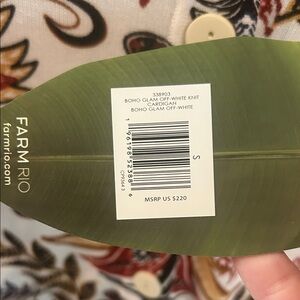 FARM RIO
farmrio.com
338903
BOHO GLAM OFF-WHITE KNIT
CARDIGAN
BOHO GLAM OFF-WHITE
S
MSRP US $220